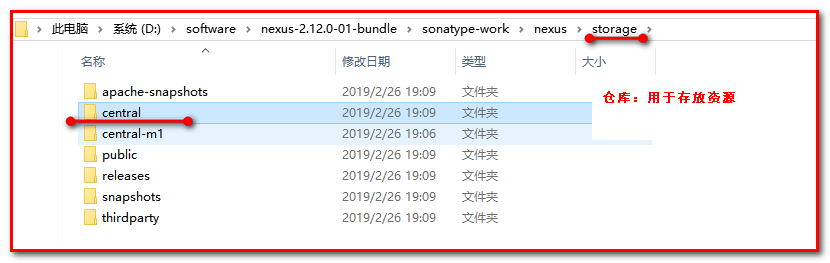 此电脑 > 系统 (D:) > software > nexus-2.12.0-01-bundle > sonatype-work > nexus > storage >
名称 修改日期 类型 大小
apache-snapshots 2019/2/26 19:09 文件夹
central 2019/2/26 19:09 文件夹
central-m1 2019/2/26 19:06 文件夹
public 2019/2/26 19:09 文件夹
releases 2019/2/26 19:09 文件夹
snapshots 2019/2/26 19:09 文件夹
thirdparty 2019/2/26 19:09 文件夹
仓库：用于存放资源